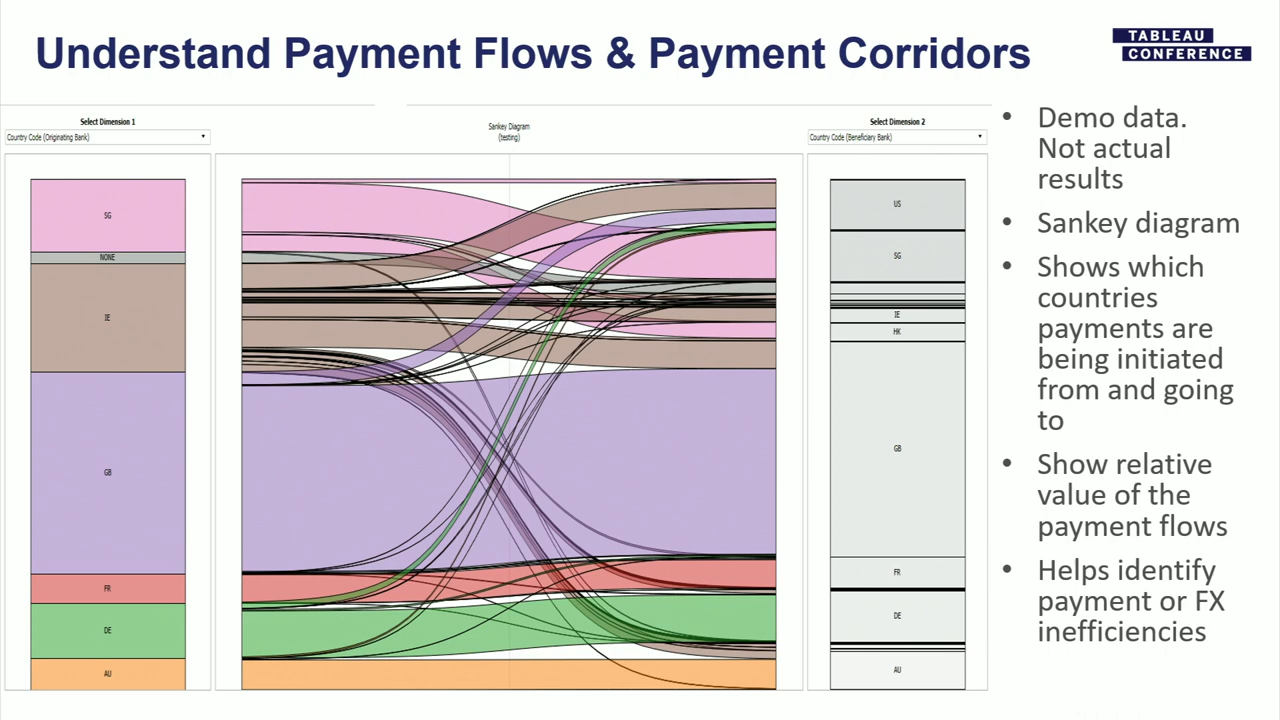 Understand Payment Flows & Payment Corridors
TABLEAU
CONFERENCE
Select Dimension 1
Country Code (Originating Bank)
Sankey Diagram
(testing)
Select Dimension 2
Country Code (Beneficiary Bank)
SG
NONE
IE
GB
FR
DE
AU
US
SG
IE
HK
GB
FR
DE
AU
• Demo data.
Not actual
results
• Sankey diagram
• Shows which
countries
payments are
being initiated
from and going
to
• Show relative
value of the
payment flows
• Helps identify
payment or FX
inefficiencies